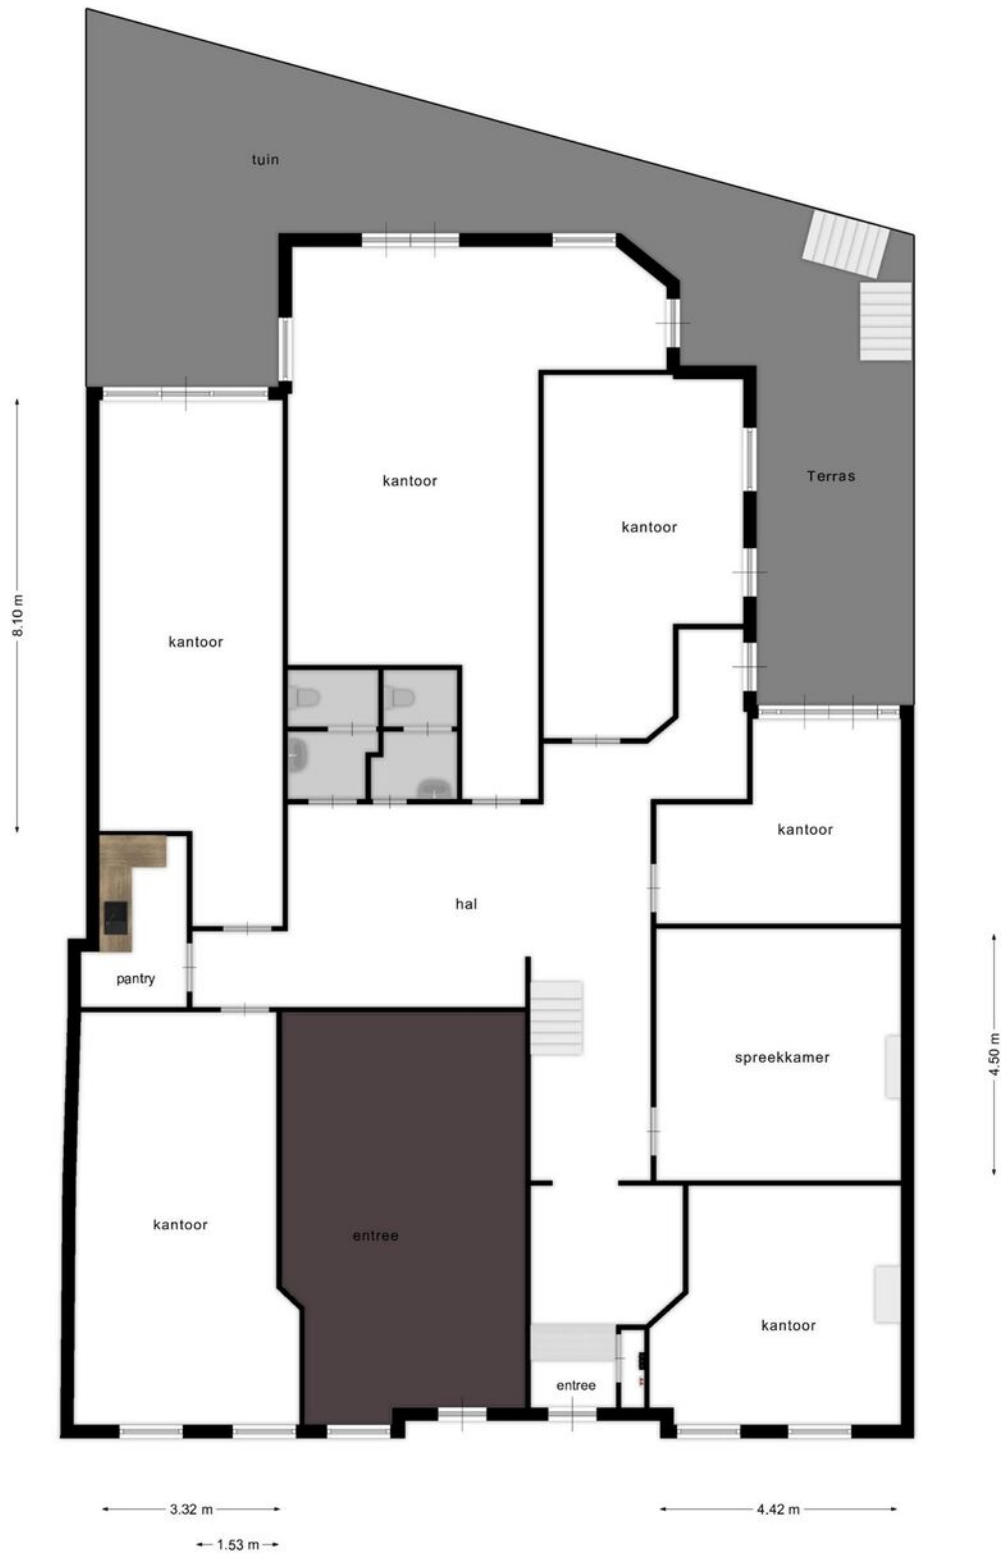 tuin
Terras
kantoor
kantoor
8.10 m
kantoor
kantoor
hal
pantry
spreekkamer
4.50 m
kantoor
entree
kantoor
entree
3.32 m
4.42 m
1.53 m